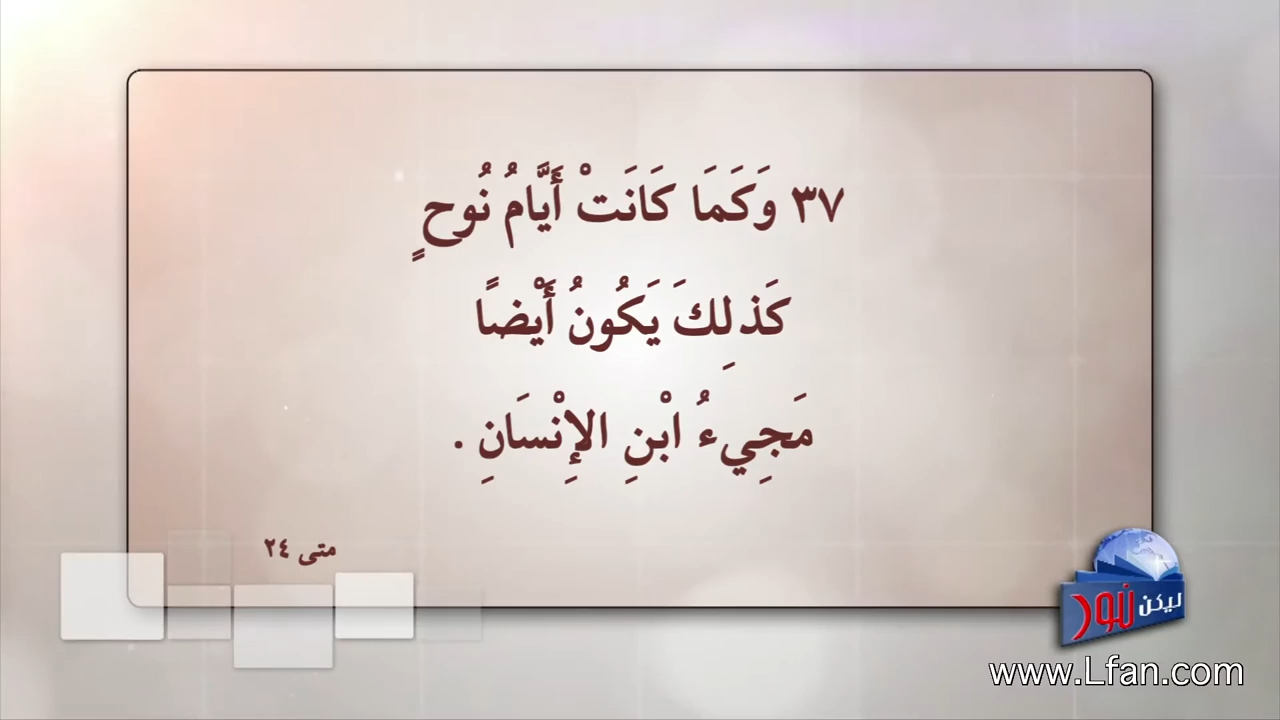 ٣٧ وَكَمَا كَانَتْ أَيَّامُ نُوحٍ
كَذلِكَ يَكُونُ أَيْضًا
مَجِيءُ ابْنِ الإِنْسَانِ .
متى ٢٤
ليكن نور
www.Lfan.com